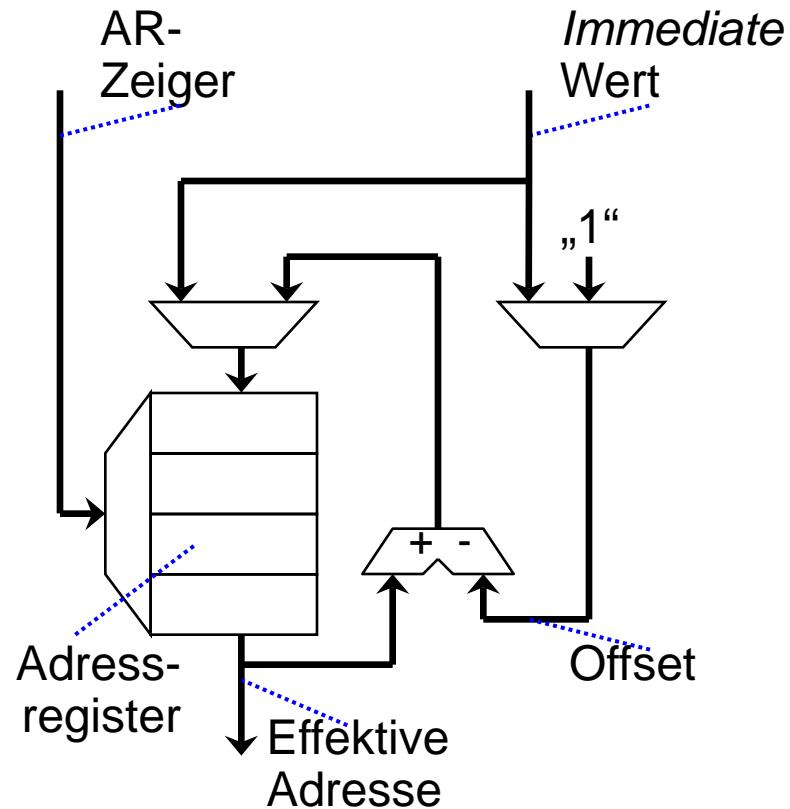 AR-
Zeiger
Immediate
Wert
„1“
+ -
Adress-
register
Offset
Effektive
Adresse